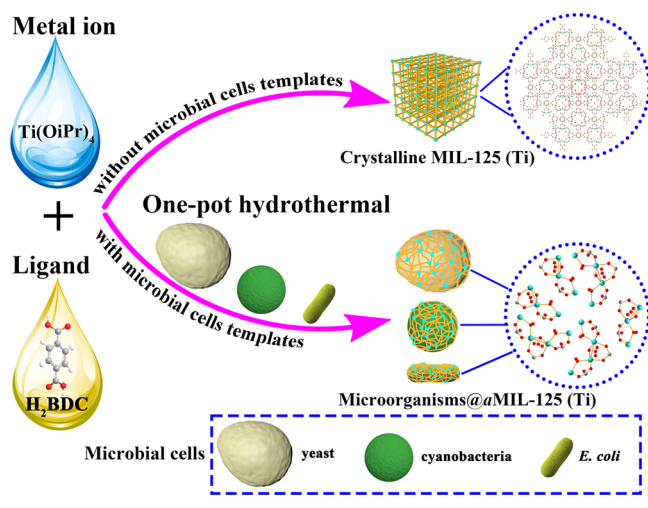 Metal ion
Ti(OiPr)4
+
Ligand
H2BDC
without microbial cells templates
One-pot hydrothermal
with microbial cells templates
Crystalline MIL-125 (Ti)
Microorganisms@aMIL-125 (Ti)
Microbial cells
yeast
cyanobacteria
E. coli